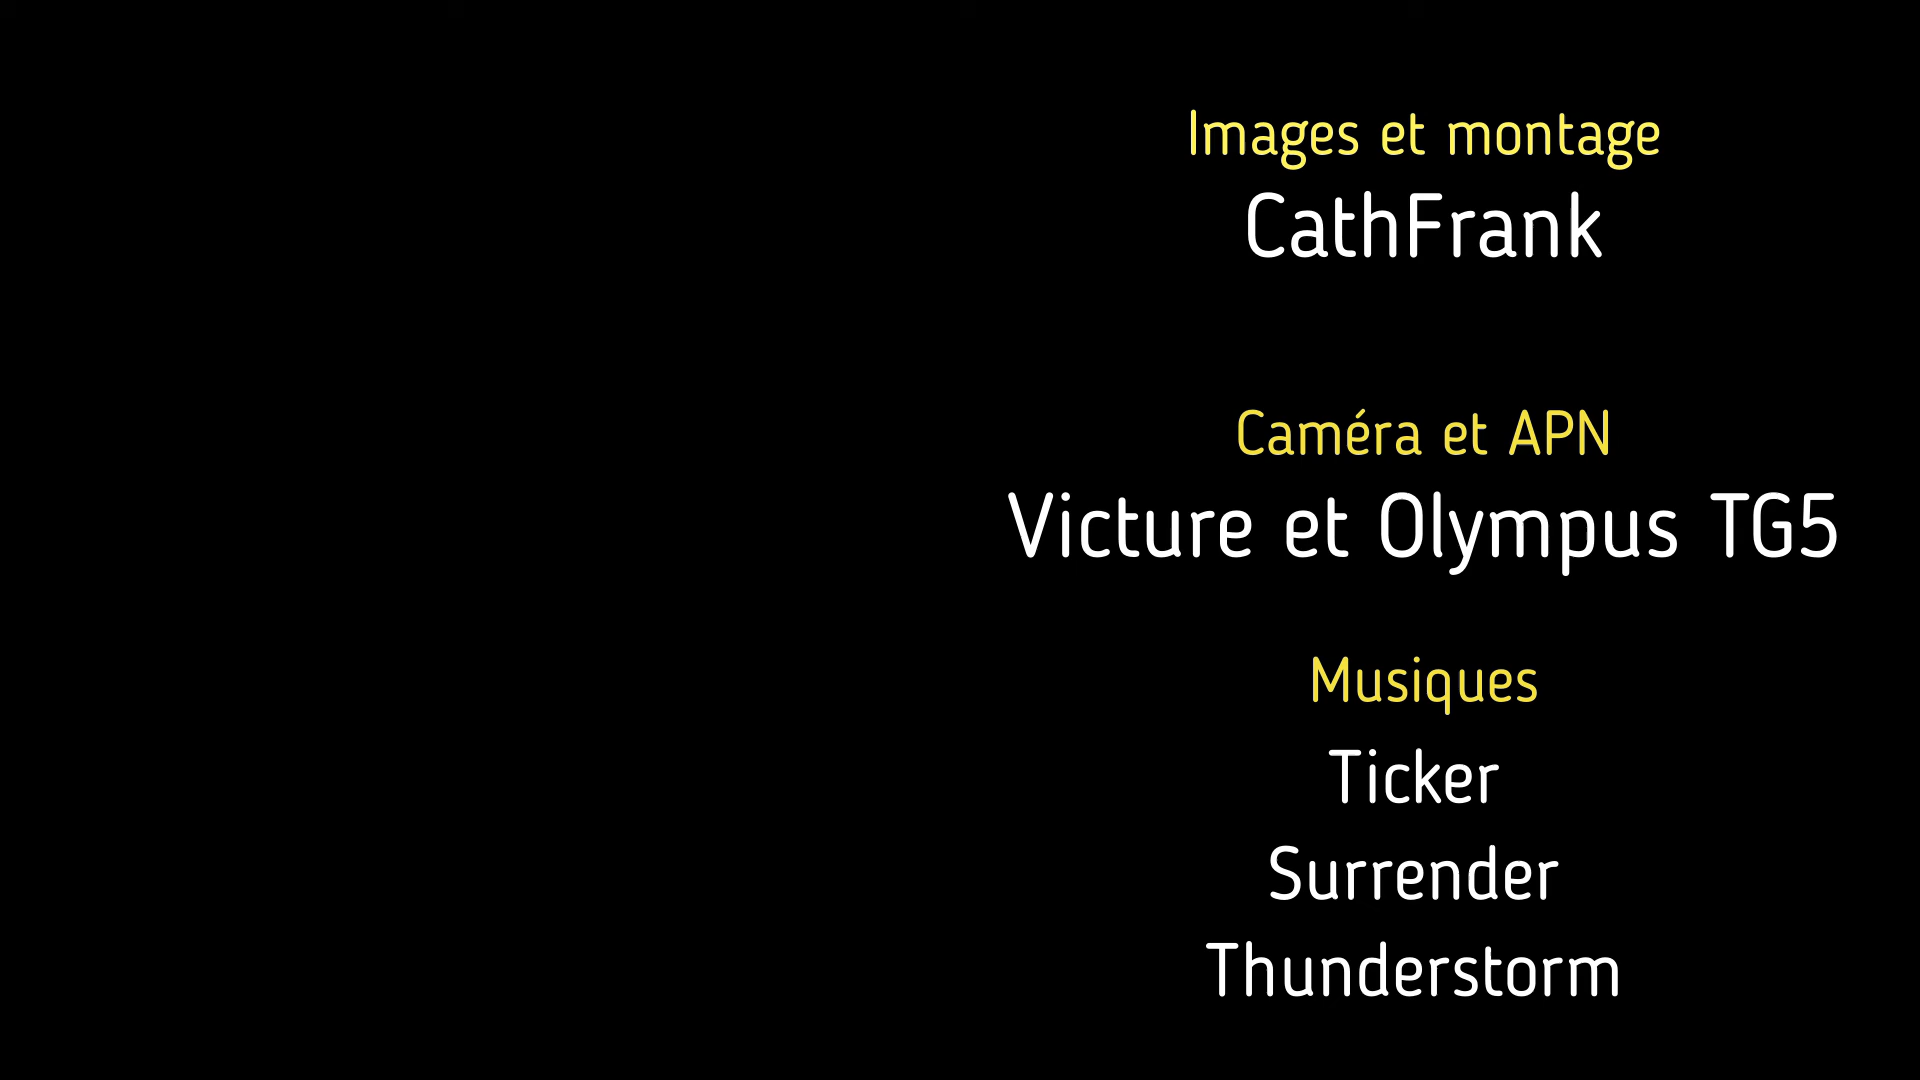 Images et montage
CathFrank
Caméra et APN
Victure et Olympus TG5
Musiques
Ticker
Surrender
Thunderstorm